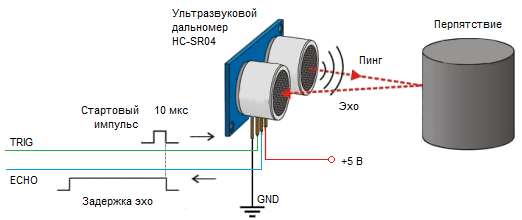 Ультразвуковой
дальномер
HC-SR04
Перпятствие
Пинг
Эхо
Стартовый
импульс
10 мкс
TRIG
+5 В
ECHO
Задержка эхо
GND